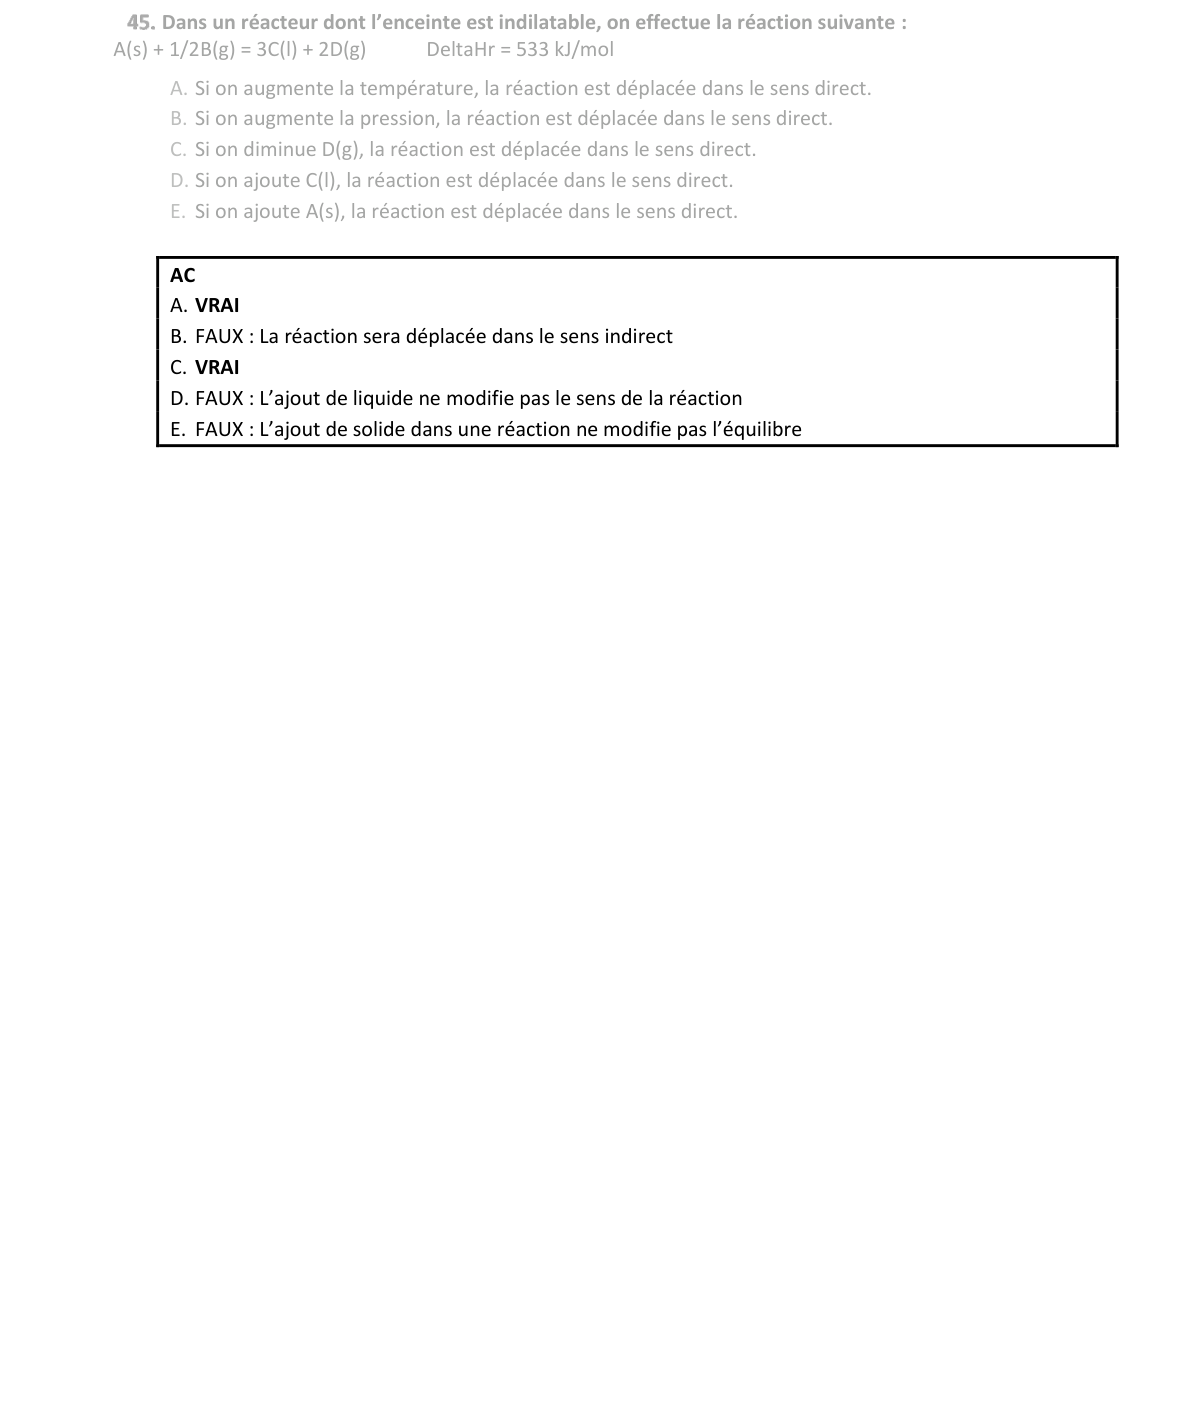 45. Dans un réacteur dont l’enceinte est indilatable, on effectue la réaction suivante :
A(s) + 1/2B(g) = 3C(l) + 2D(g) DeltaHr = 533 kJ/mol
A. Si on augmente la température, la réaction est déplacée dans le sens direct.
B. Si on augmente la pression, la réaction est déplacée dans le sens direct.
C. Si on diminue D(g), la réaction est déplacée dans le sens direct.
D. Si on ajoute C(l), la réaction est déplacée dans le sens direct.
E. Si on ajoute A(s), la réaction est déplacée dans le sens direct.
AC
A. VRAI
B. FAUX : La réaction sera déplacée dans le sens indirect
C. VRAI
D. FAUX : L’ajout de liquide ne modifie pas le sens de la réaction
E. FAUX : L’ajout de solide dans une réaction ne modifie pas l’équilibre